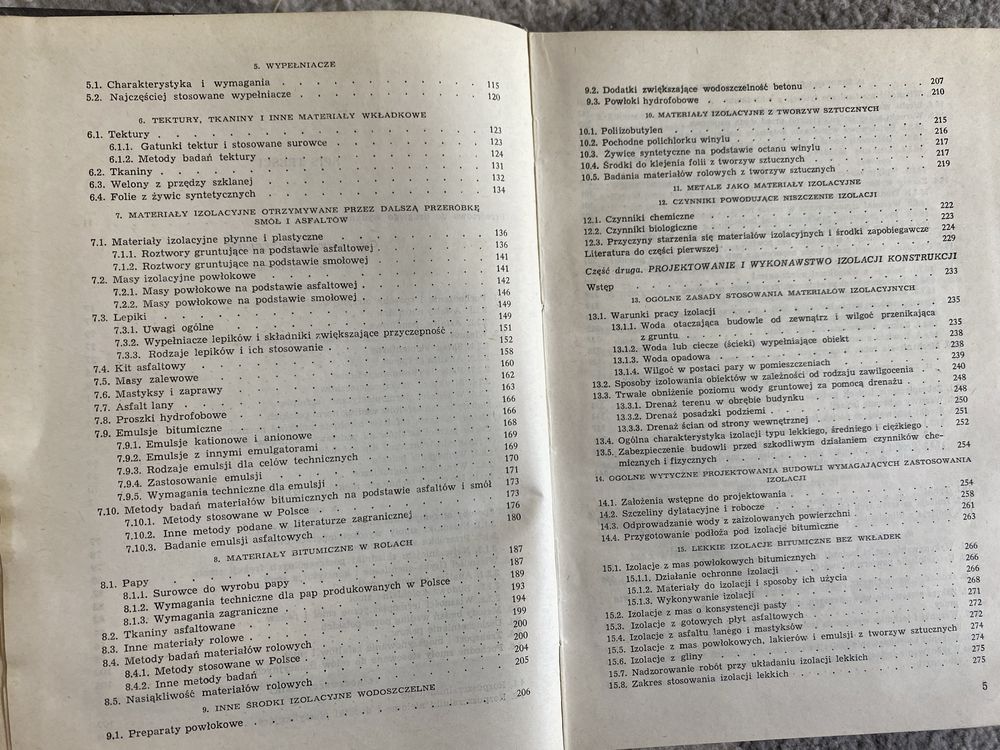 5. WYPEŁNIACZE
5.1. Charakterystyka i wymagania . . . . . . . . . 115
5.2. Najczęściej stosowane wypełniacze . . . . . . . . 120
6. TEKTURY, TKANINY I INNE MATERIAŁY WKŁADKOWE
6.1. Tektury . . . . . . . . . . . . 123
6.1.1. Gatunki tektur i stosowane surowce . . . . . . 123
6.1.2. Metody badań tektury . . . . . . . . . 124
6.2. Tkaniny . . . . . . . . . . . . 131
6.3. Welony z przędzy szklanej . . . . . . . . . 132
6.4. Folie z żywic syntetycznych . . . . . . . . . 134
7. MATERIAŁY IZOLACYJNE OTRZYMYWANE PRZEZ DALSZĄ PRZERÓBKĘ
SMÓŁ I ASFALTÓW
7.1. Materiały izolacyjne płynne i plastyczne . . . . . . . 136
7.1.1. Roztwory gruntujące na podstawie asfaltowej . . . . . 136
7.1.2. Roztwory gruntujące na podstawie smołowej . . . . . 141
7.2. Masy izolacyjne powłokowe . . . . . . . . . 141
7.2.1. Masy powłokowe na podstawie asfaltowej . . . . . 142
7.2.2. Masy powłokowe na podstawie smołowej . . . . . 146
7.3. Lepiki . . . . . . . . . . . . 149
7.3.1. Uwagi ogólne . . . . . . . . . . 149
7.3.2. Wypełniacze lepików i składniki zwiększające przyczepność . . 151
7.3.3. Rodzaje lepików i ich stosowanie . . . . . . . 152
7.4. Kit asfaltowy . . . . . . . . . . . 158
7.5. Masy zalewowe . . . . . . . . . . . 160
7.6. Mastyksy i zaprawy . . . . . . . . . . 162
7.7. Asfalt lany . . . . . . . . . . . 163
7.8. Proszki hydrofobowe . . . . . . . . . . 166
7.9. Emulsje bitumiczne . . . . . . . . . . 166
7.9.1. Emulsje kationowe i anionowe . . . . . . . 168
7.9.2. Emulsje z innymi emulgatorami . . . . . . . 169
7.9.3. Rodzaje emulsji dla celów technicznych . . . . . 169
7.9.4. Zastosowanie emulsji . . . . . . . . 170
7.9.5. Wymagania techniczne dla emulsji . . . . . . 171
7.10. Metody badań materiałów bitumicznych na podstawie asfaltów i smół 173
7.10.1. Metody stosowane w Polsce . . . . . . . 173
7.10.2. Inne metody podane w literaturze zagranicznej . . . . 176
7.10.3. Badanie emulsji asfaltowych . . . . . . . 180
8. MATERIAŁY BITUMICZNE W ROLACH
8.1. Papy . . . . . . . . . . . . 187
8.1.1. Surowce do wyrobu papy . . . . . . . . 187
8.1.2. Wymagania techniczne dla pap produkowanych w Polsce . . 189
8.1.3. Wymagania zagraniczne . . . . . . . . 193
8.2. Tkaniny asfaltowane . . . . . . . . . . 194
8.3. Inne materiały rolowe . . . . . . . . . . 199
8.4. Metody badań materiałów rolowych . . . . . . . 200
8.4.1. Metody stosowane w Polsce . . . . . . . 200
8.4.2. Inne metody badań . . . . . . . . . 204
8.5. Nasiąkliwość materiałów rolowych . . . . . . . . 205
9. INNE ŚRODKI IZOLACYJNE WODOSZCZELNE
9.1. Preparaty powłokowe . . . . . . . . . . 206
9.2. Dodatki zwiększające wodoszczelność betonu . . . . . . 207
9.3. Powłoki hydrofobowe . . . . . . . . . . 210
10. MATERIAŁY IZOLACYJNE Z TWORZYW SZTUCZNYCH
10.1. Poliizobutylen . . . . . . . . . . . 215
10.2. Pochodne polichlorku winylu . . . . . . . . . 216
10.3. Żywice syntetyczne na podstawie octanu winylu . . . . . 217
10.4. Środki do klejenia folii z tworzyw sztucznych . . . . . . 217
10.5. Badania materiałów rolowych z tworzyw sztucznych . . . . 219
11. METALE JAKO MATERIAŁY IZOLACYJNE
12. CZYNNIKI POWODUJĄCE NISZCZENIE IZOLACJI
12.1. Czynniki chemiczne . . . . . . . . . . 222
12.2. Czynniki biologiczne . . . . . . . . . . 223
12.3. Przyczyny starzenia się materiałów izolacyjnych i środki zapobiegawcze 224
Literatura do części pierwszej . . . . . . . . . . 229
Część druga. PROJEKTOWANIE I WYKONAWSTWO IZOLACJI KONSTRUKCJI
Wstęp . . . . . . . . . . . . . 233
13. OGÓLNE ZASADY STOSOWANIA MATERIAŁÓW IZOLACYJNYCH
13.1. Warunki pracy izolacji . . . . . . . . . . 235
13.1.1. Woda otaczająca budowle od zewnątrz i wilgoć przenikająca
z gruntu . . . . . . . . . . . 235
13.1.2. Woda lub ciecze (ścieki) wypełniające obiekt . . . . . 238
13.1.3. Woda opadowa . . . . . . . . . . 238
13.1.4. Wilgoć w postaci pary w pomieszczeniach . . . . . 239
13.2. Sposoby izolowania obiektów w zależności od rodzaju zawilgocenia . 240
13.3. Trwałe obniżenie poziomu wody gruntowej za pomocą drenażu . . 248
13.3.1. Drenaż terenu w obrębie budynku . . . . . . 248
13.3.2. Drenaż posadzki podziemi . . . . . . . . 250
13.3.3. Drenaż ścian od strony wewnętrznej . . . . . . 251
13.4. Ogólna charakterystyka izolacji typu lekkiego, średniego i ciężkiego . 252
13.5. Zabezpieczenie budowli przed szkodliwym działaniem czynników che-
micznych i fizycznych . . . . . . . . . . 254
14. OGÓLNE WYTYCZNE PROJEKTOWANIA BUDOWLI WYMAGAJĄCYCH ZASTOSOWANIA
IZOLACJI
14.1. Założenia wstępne do projektowania . . . . . . . 254
14.2. Szczeliny dylatacyjne i robocze . . . . . . . . 258
14.3. Odprowadzanie wody z zaizolowanych powierzchni . . . . 261
14.4. Przygotowanie podłoża pod izolacje bitumiczne . . . . . 263
15. LEKKIE IZOLACJE BITUMICZNE BEZ WKŁADEK
15.1. Izolacje z mas powłokowych bitumicznych . . . . . . 266
15.1.1. Działanie ochronne izolacji . . . . . . . 266
15.1.2. Materiały do izolacji i sposoby ich użycia . . . . . 266
15.1.3. Wykonywanie izolacji . . . . . . . . 268
15.2. Izolacje z mas o konsystencji pasty . . . . . . . 271
15.3. Izolacje z gotowych płyt asfaltowych . . . . . . . 272
15.4. Izolacje z asfaltu lanego i mastyksów . . . . . . . 272
15.5. Izolacje z mas powłokowych, lakierów i emulsji z tworzyw sztucznych 274
15.6. Izolacje z gliny . . . . . . . . . . . 274
15.7. Nadzorowanie robót przy układaniu izolacji lekkich . . . . 275
15.8. Zakres stosowania izolacji lekkich . . . . . . . . 275
5